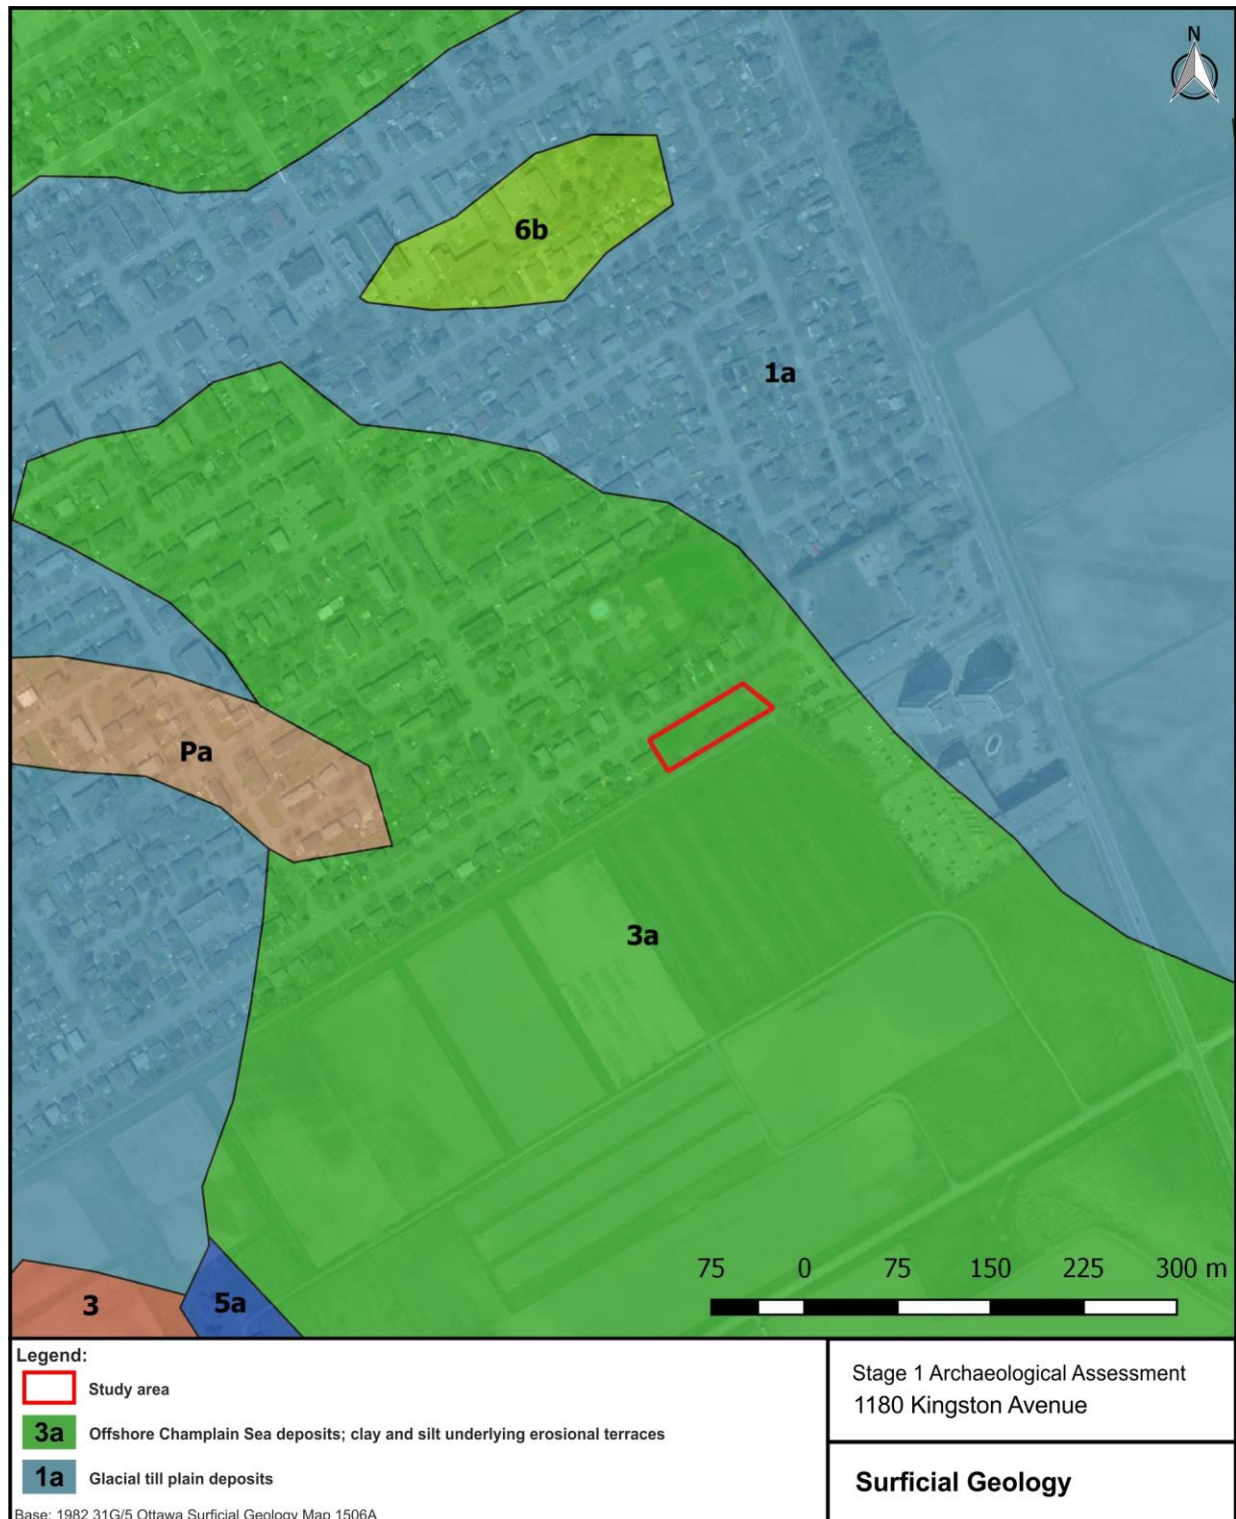 N
6b
1a
Pa
3a
3
5a
75 0 75 150 225 300 m
Legend:
Study area
3a Offshore Champlain Sea deposits; clay and silt underlying erosional terraces
1a Glacial till plain deposits
Base: 1982 31G/5 Ottawa Surficial Geology Map 1506A
Stage 1 Archaeological Assessment
1180 Kingston Avenue
Surficial Geology